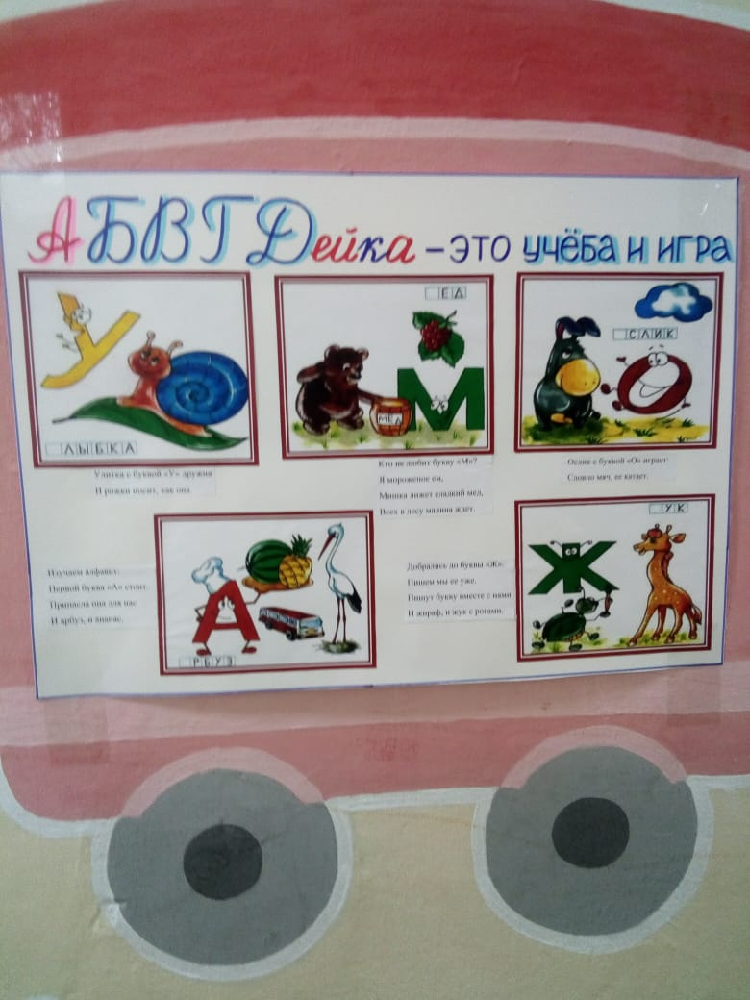 АБВГДейка – это учёба и игра
ЛЫБКА
У
Улитка с буквой «У» дружна
И рожки носит, как она.
ЕД
МЁД
М
Кто не любит букву «М»?
Я мороженое ем,
Мишка лижет сладкий мед,
Всех в лесу малина ждет.
СЛИК
О
Ослик с буквой «О» играет:
Словно мяч, ее катает.
Изучаем алфавит:
Первой буква «А» стоит.
Принесла она для нас
И арбуз, и ананас.
А
РБУЗ
Добрались до буквы «Ж»:
Пишем мы ее уже.
Пишут букву вместе с нами
И жираф, и жук с рогами.
УК
Ж